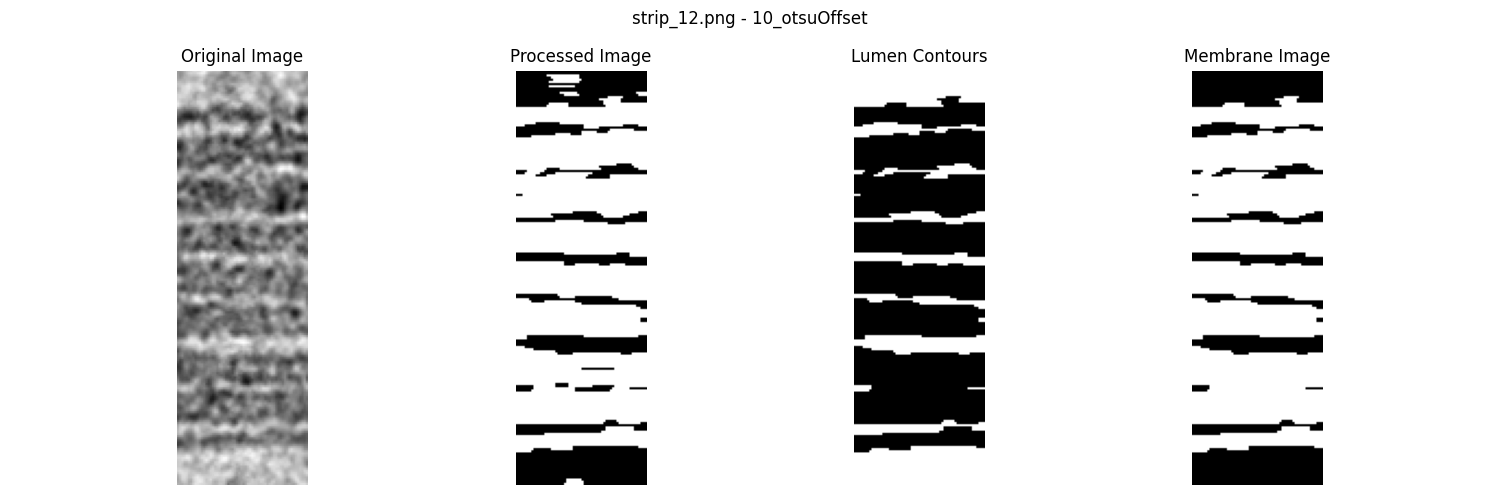 strip_12.png - 10_otsuOffset
Original Image
Processed Image
Lumen Contours
Membrane Image